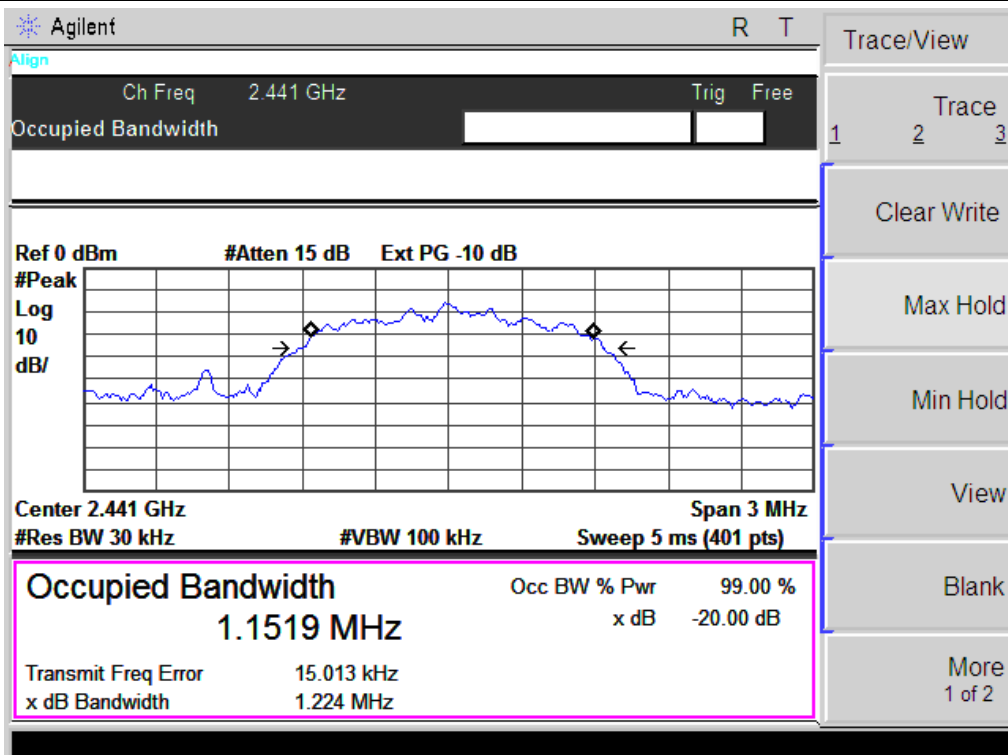 Agilent R T
Align
Ch Freq 2.441 GHz Trig Free
Occupied Bandwidth
Ref 0 dBm #Atten 15 dB Ext PG -10 dB
#Peak
Log
10
dB/
Center 2.441 GHz Span 3 MHz
#Res BW 30 kHz #VBW 100 kHz Sweep 5 ms (401 pts)
Occupied Bandwidth Occ BW % Pwr 99.00 %
1.1519 MHz x dB -20.00 dB
Transmit Freq Error 15.013 kHz
x dB Bandwidth 1.224 MHz
Trace/View
Trace
1 2 3
Clear Write
Max Hold
Min Hold
View
Blank
More
1 of 2